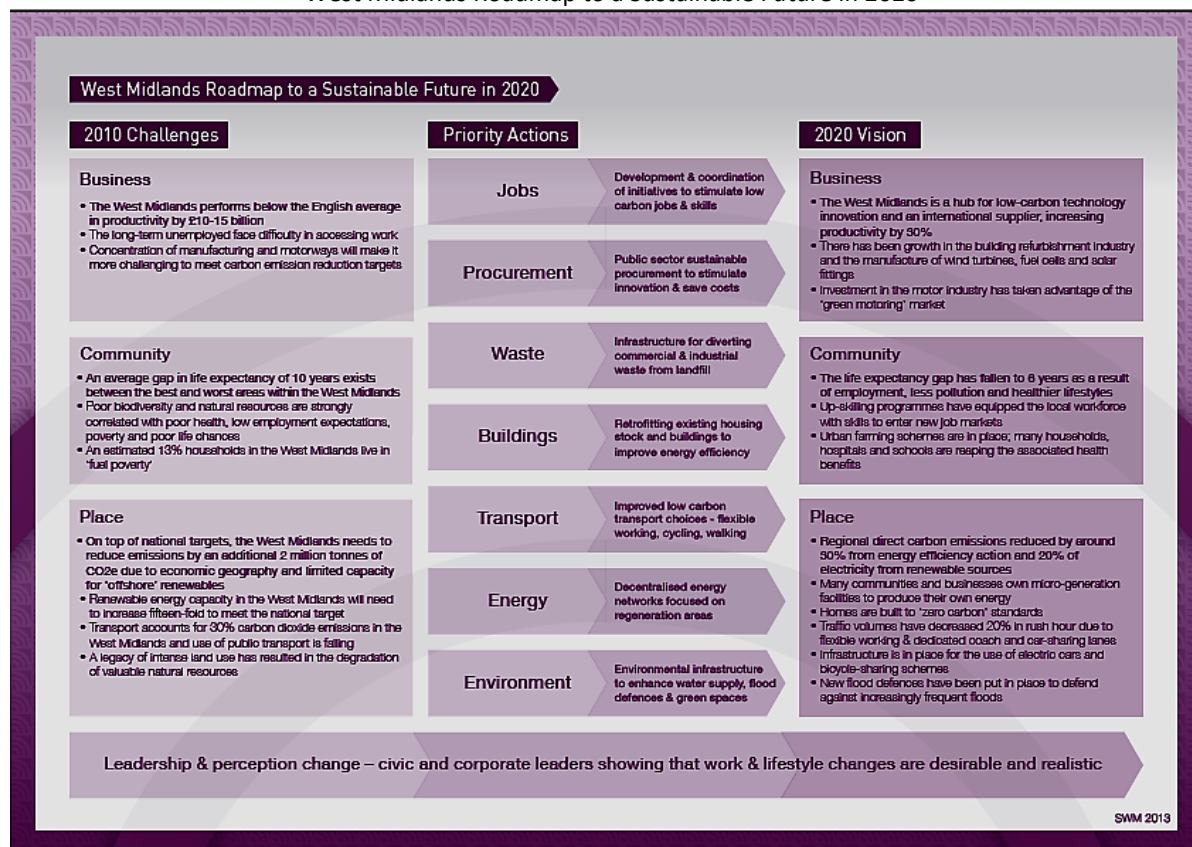 West Midlands Roadmap to a Sustainable Future in 2020
West Midlands Roadmap to a Sustainable Future in 2020
2010 Challenges
Business
• The West Midlands performs below the English average
in productivity by £10-15 billion
• The long-term unemployed face difficulty in accessing work
• Concentration of manufacturing and motorways will make it
more challenging to meet carbon emission reduction targets
Community
• An average gap in life expectancy of 10 years exists
between the best and worst areas within the West Midlands
• Poor biodiversity and natural resources are strongly
correlated with poor health, low employment expectations,
poverty and poor life chances
• An estimated 13% households in the West Midlands live in
'fuel poverty'
Place
• On top of national targets, the West Midlands needs to
reduce emissions by an additional 2 million tonnes of
CO2e due to economic geography and limited capacity
for 'offshore' renewables
• Renewable energy capacity in the West Midlands will need
to increase fifteen-fold to meet the national target
• Transport accounts for 30% carbon dioxide emissions in the
West Midlands and use of public transport is falling
• A legacy of intense land use has resulted in the degradation
of valuable natural resources
Priority Actions
Jobs
Development & coordination
of initiatives to stimulate low
carbon jobs & skills
Procurement
Public sector sustainable
procurement to stimulate
innovation & save costs
Waste
Infrastructure for diverting
commercial & industrial
waste from landfill
Buildings
Retrofitting existing housing
stock and buildings to
improve energy efficiency
Transport
Improved low carbon
transport choices - flexible
working, cycling, walking
Energy
Decentralised energy
networks focused on
regeneration areas
Environment
Environmental infrastructure
to enhance water supply, flood
defences & green spaces
2020 Vision
Business
• The West Midlands is a hub for low-carbon technology
innovation and an international supplier, increasing
productivity by 30%
• There has been growth in the building refurbishment industry
and the manufacture of wind turbines, fuel cells and solar
fittings
• Investment in the motor industry has taken advantage of the
'green motoring' market
Community
• The life expectancy gap has fallen to 6 years as a result
of employment, less pollution and healthier lifestyles
• Up-skilling programmes have equipped the local workforce
with skills to enter new job markets
• Urban farming schemes are in place; many households,
hospitals and schools are reaping the associated health
benefits
Place
• Regional direct carbon emissions reduced by around
30% from energy efficiency action and 20% of
electricity from renewable sources
• Many communities and businesses own micro-generation
facilities to produce their own energy
• Homes are built to 'zero carbon' standards
• Traffic volumes have decreased 20% in rush hour due to
flexible working & dedicated coach and car-sharing lanes
• Infrastructure is in place for the use of electric cars and
bicycle-sharing schemes
• New flood defences have been put in place to defend
against increasingly frequent floods
Leadership & perception change – civic and corporate leaders showing that work & lifestyle changes are desirable and realistic
SWM 2013